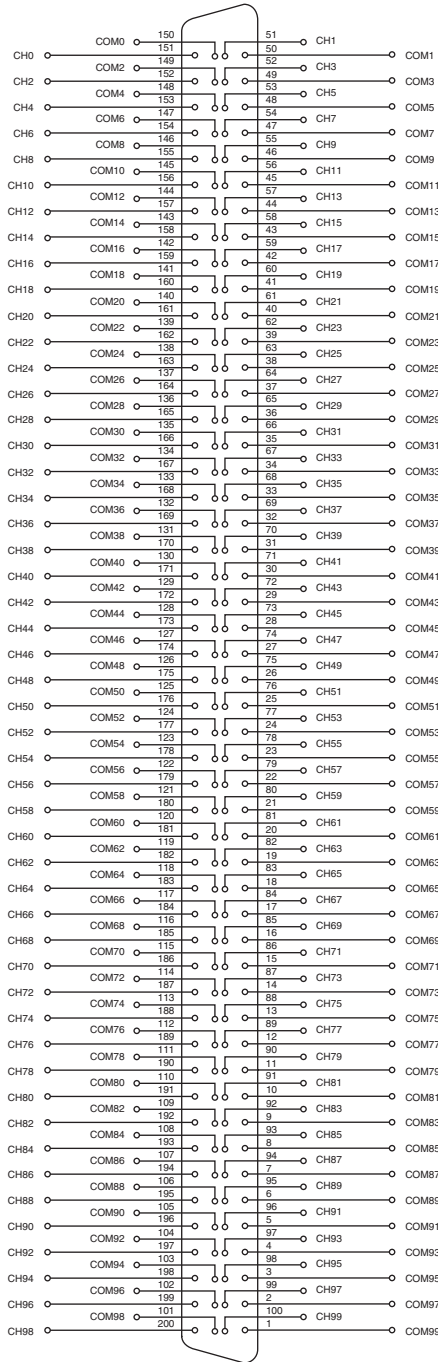 COM0 150 51 CH1
CH0 151 50 COM1
COM2 149 52 CH3
CH2 152 49 COM3
COM4 148 53 CH5
CH4 153 48 COM5
COM6 147 54 CH7
CH6 154 47 COM7
COM8 146 55 CH9
CH8 155 46 COM9
COM10 145 56 CH11
CH10 156 45 COM11
COM12 144 57 CH13
CH12 157 44 COM13
COM14 143 58 CH15
CH14 158 43 COM15
COM16 142 59 CH17
CH16 159 42 COM17
COM18 141 60 CH19
CH18 160 41 COM19
COM20 140 61 CH21
CH20 161 40 COM21
COM22 139 62 CH23
CH22 162 39 COM23
COM24 138 63 CH25
CH24 163 38 COM25
COM26 137 64 CH27
CH26 164 37 COM27
COM28 136 65 CH29
CH28 165 36 COM29
COM30 135 66 CH31
CH30 166 35 COM31
COM32 134 67 CH33
CH32 167 34 COM33
COM34 133 68 CH35
CH34 168 33 COM35
COM36 132 69 CH37
CH36 169 32 COM37
COM38 131 70 CH39
CH38 170 31 COM39
COM40 130 71 CH41
CH40 171 30 COM41
COM42 129 72 CH43
CH42 172 29 COM43
COM44 128 73 CH45
CH44 173 28 COM45
COM46 127 74 CH47
CH46 174 27 COM47
COM48 126 75 CH49
CH48 175 26 COM49
COM50 125 76 CH51
CH50 176 25 COM51
COM52 124 77 CH53
CH52 177 24 COM53
COM54 123 78 CH55
CH54 178 23 COM55
COM56 122 79 CH57
CH56 179 22 COM57
COM58 121 80 CH59
CH58 180 21 COM59
COM60 120 81 CH61
CH60 181 20 COM61
COM62 119 82 CH63
CH62 182 19 COM63
COM64 118 83 CH65
CH64 183 18 COM65
COM66 117 84 CH67
CH66 184 17 COM67
COM68 116 85 CH69
CH68 185 16 COM69
COM70 115 86 CH71
CH70 186 15 COM71
COM72 114 87 CH73
CH72 187 14 COM73
COM74 113 88 CH75
CH74 188 13 COM75
COM76 112 89 CH77
CH76 189 12 COM77
COM78 111 90 CH79
CH78 190 11 COM79
COM80 110 91 CH81
CH80 191 10 COM81
COM82 109 92 CH83
CH82 192 9 COM83
COM84 108 93 CH85
CH84 193 8 COM85
COM86 107 94 CH87
CH86 194 7 COM87
COM88 106 95 CH89
CH88 195 6 COM89
COM90 105 96 CH91
CH90 196 5 COM91
COM92 104 97 CH93
CH92 197 4 COM93
COM94 103 98 CH95
CH94 198 3 COM95
COM96 102 99 CH97
CH96 199 2 COM97
COM98 101 100 CH99
CH98 200 1 COM99